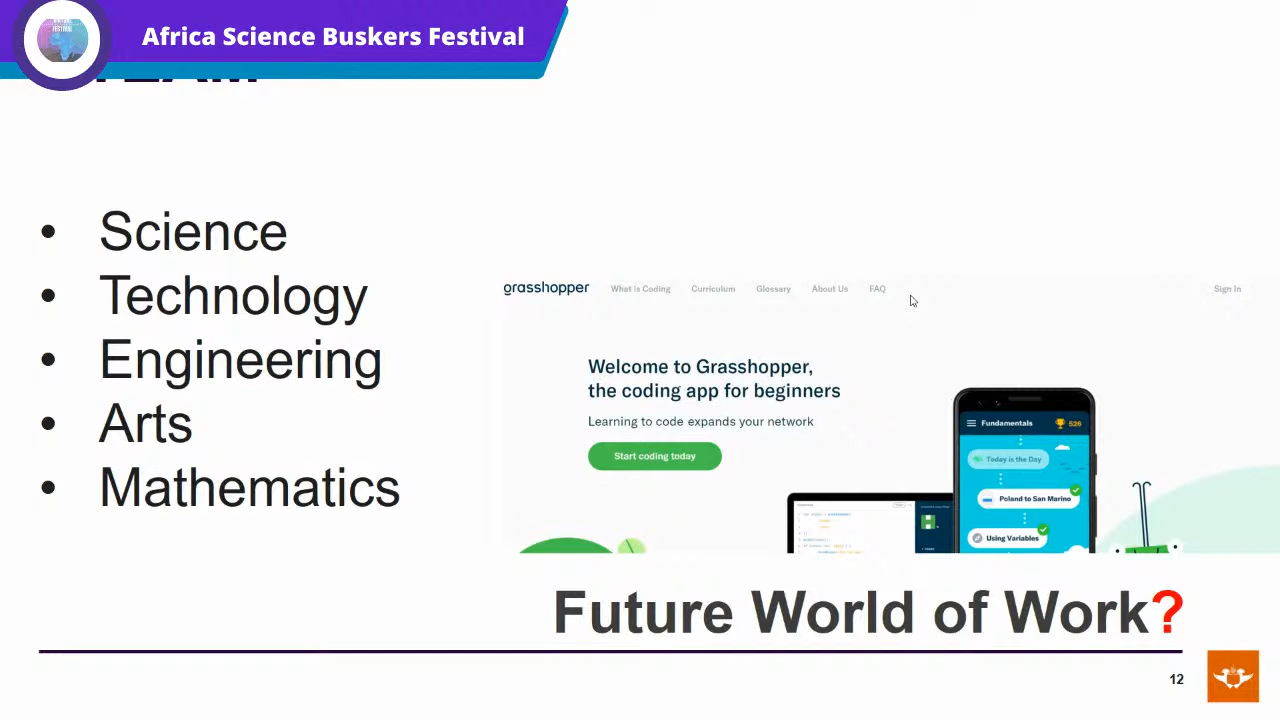 Africa Science Buskers Festival
• Science
• Technology
• Engineering
• Arts
• Mathematics
grasshopper What is Coding Curriculum Glossary About Us FAQ Sign In
Welcome to Grasshopper,
the coding app for beginners
Learning to code expands your network
Start coding today
Fundamentals 526
Today is the Day
Poland to San Marino
Using Variables
Future World of Work?
12